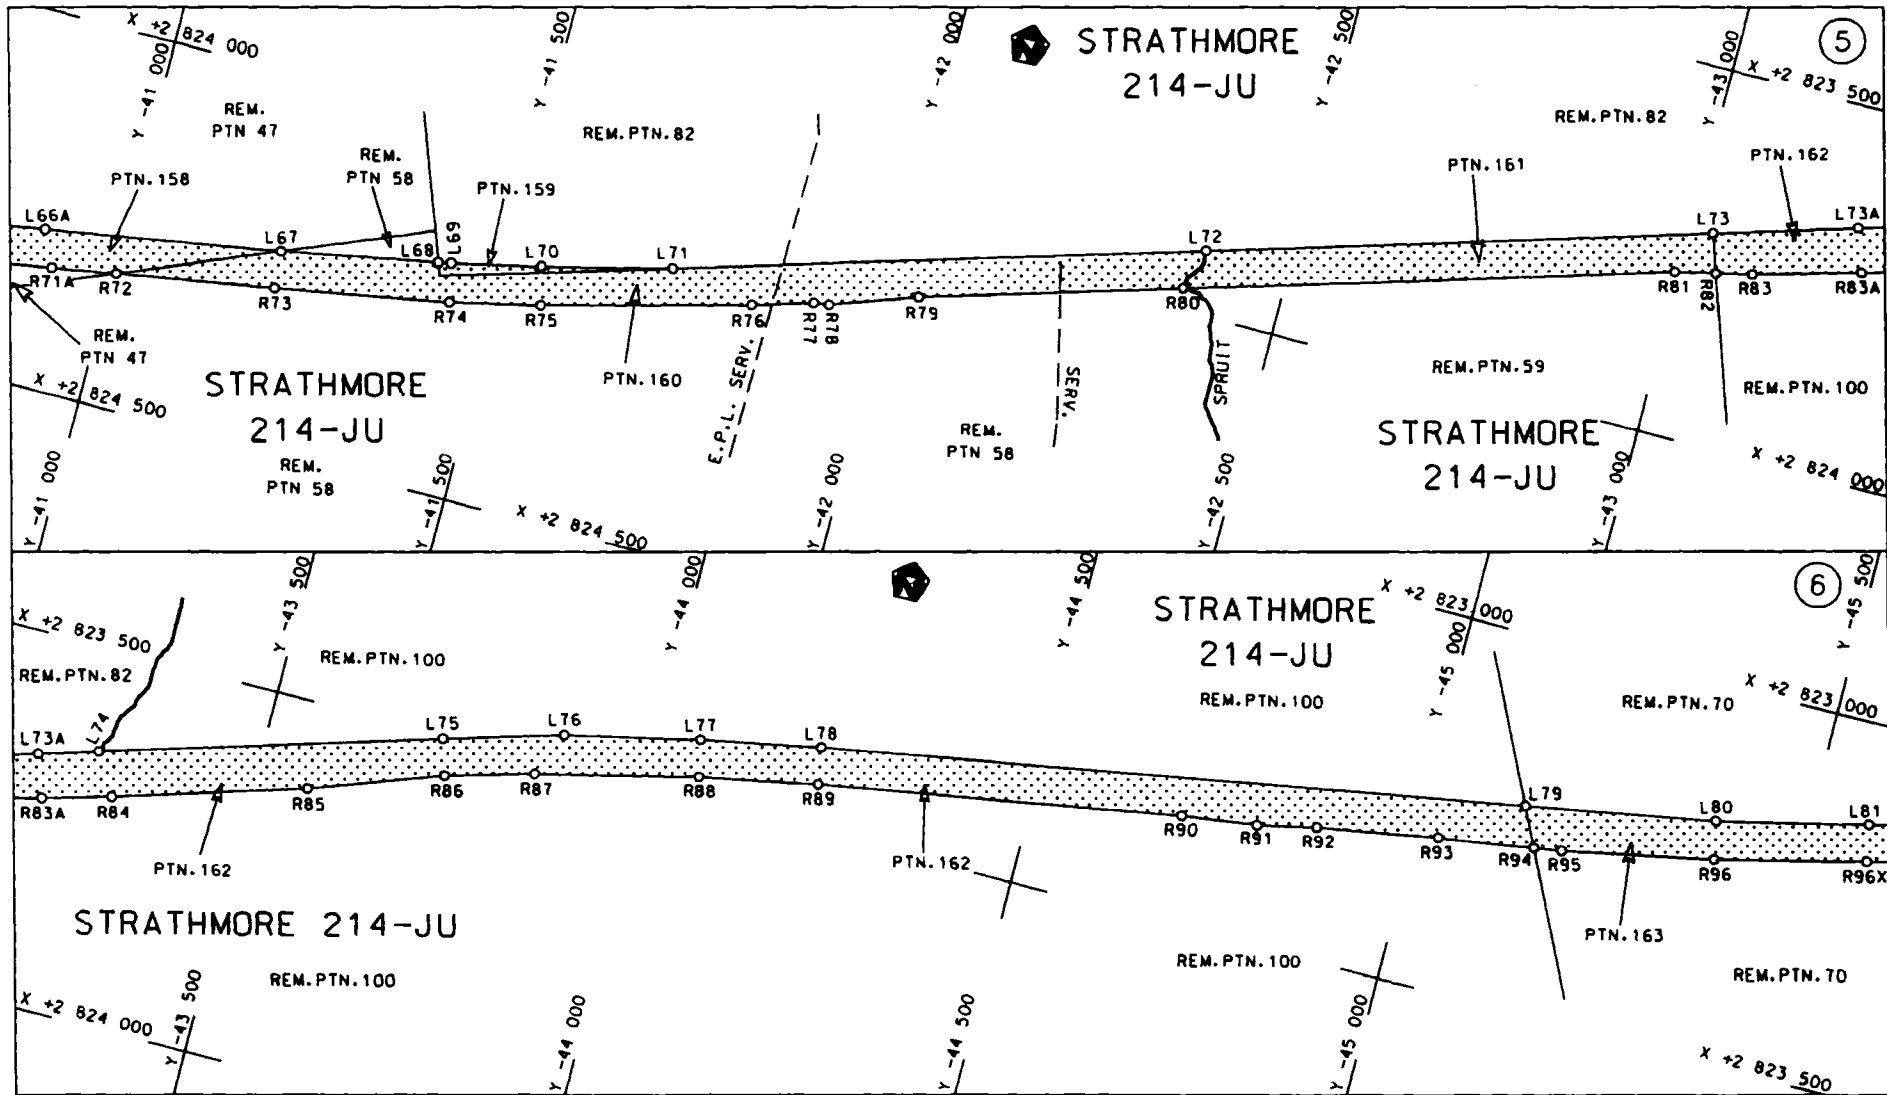 X +2 824 000
Y -41 000
Y -41 500
Y -42 000
STRATHMORE
214-JU
Y -42 500
Y -43 000
X +2 823 500
5
REM.
PTN 47
REM.PTN.82
REM.PTN.82
PTN.158
REM.
PTN 58
PTN.159
PTN.161
PTN.162
L66A
L67
L68
L69
L70
L71
L72
L73
L73A
R71A
R72
R73
R74
R75
R76
R77
R78
R79
R80
R81
R82
R83
R83A
REM.
PTN 47
X +2 824 500
STRATHMORE
214-JU
REM.
PTN 58
PTN.160
E.P.L. SERV.
SERV.
REM.
PTN 58
SPRUIT
REM.PTN.59
REM.PTN.100
STRATHMORE
214-JU
X +2 824 000
Y -41 000
Y -41 500
X +2 824 500
Y -42 000
Y -42 500
Y -43 000
X +2 823 500
Y -43 500
Y -44 000
Y -44 500
STRATHMORE
214-JU
X +2 823 000
Y -45 000
Y -45 500
6
REM.PTN.82
REM.PTN.100
REM.PTN.100
REM.PTN.70
X +2 823 000
L73A
L74
L75
L76
L77
L78
L79
L80
L81
R83A
R84
R85
R86
R87
R88
R89
R90
R91
R92
R93
R94
R95
R96
R96X
PTN.162
PTN.162
PTN.163
STRATHMORE 214-JU
REM.PTN.100
REM.PTN.100
REM.PTN.70
X +2 824 000
Y -43 500
Y -44 000
Y -44 500
Y -45 000
X +2 823 500